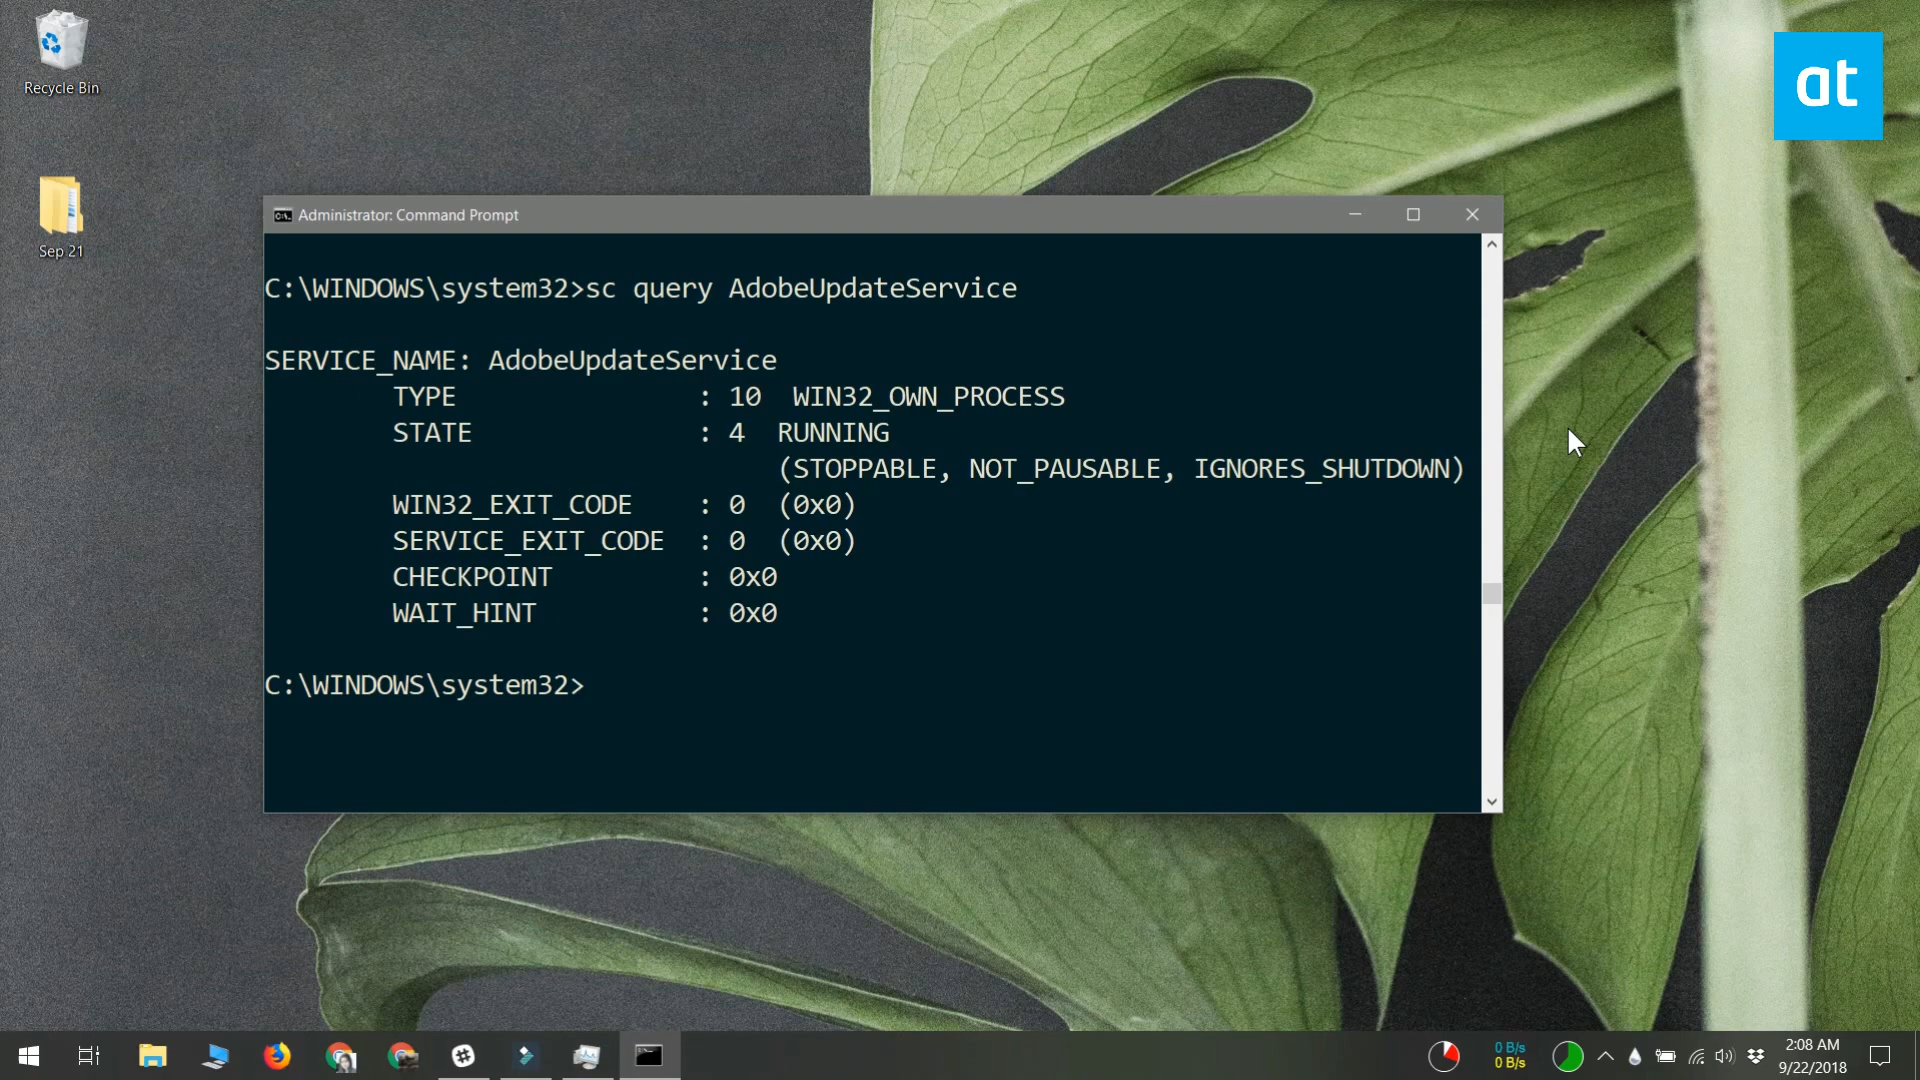 Recycle Bin
at
Sep 21
Administrator: Command Prompt
C:\WINDOWS\system32>sc query AdobeUpdateService
SERVICE_NAME: AdobeUpdateService
TYPE : 10 WIN32_OWN_PROCESS
STATE : 4 RUNNING
(STOPPABLE, NOT_PAUSABLE, IGNORES_SHUTDOWN)
WIN32_EXIT_CODE : 0 (0x0)
SERVICE_EXIT_CODE : 0 (0x0)
CHECKPOINT : 0x0
WAIT_HINT : 0x0
C:\WINDOWS\system32>
0 B/s
0 B/s
2:08 AM
9/22/2018